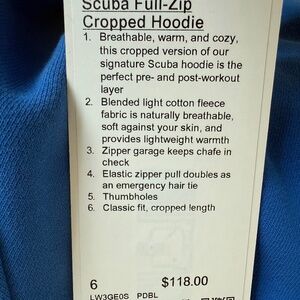 Scuba Full-Zip
Cropped Hoodie
1. Breathable, warm, and cozy,
this cropped version of our
signature Scuba hoodie is the
perfect pre- and post-workout
layer
2. Blended light cotton fleece
fabric is naturally breathable,
soft against your skin, and
provides lightweight warmth
3. Zipper garage keeps chafe in
check
4. Elastic zipper pull doubles as
an emergency hair tie
5. Thumbholes
6. Classic fit, cropped length
6 $118.00
LW3GE0S PDBL